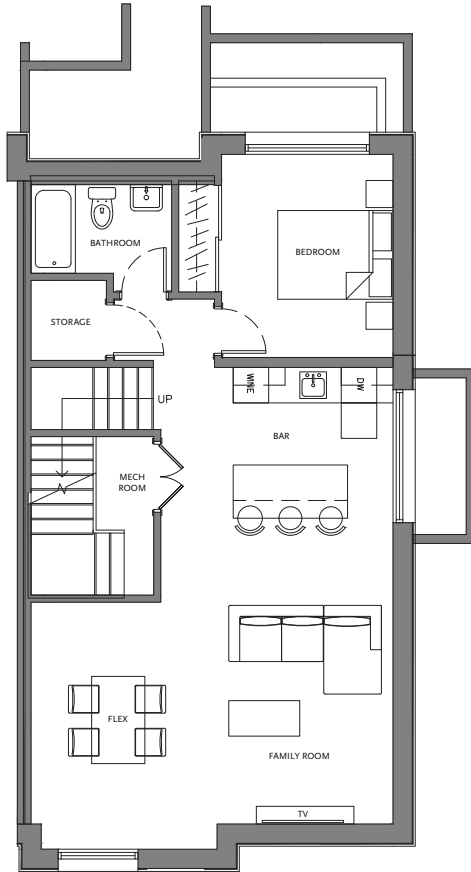 BATHROOM
BEDROOM
STORAGE
WINE
DW
UP
BAR
MECH
ROOM
FLEX
FAMILY ROOM
TV